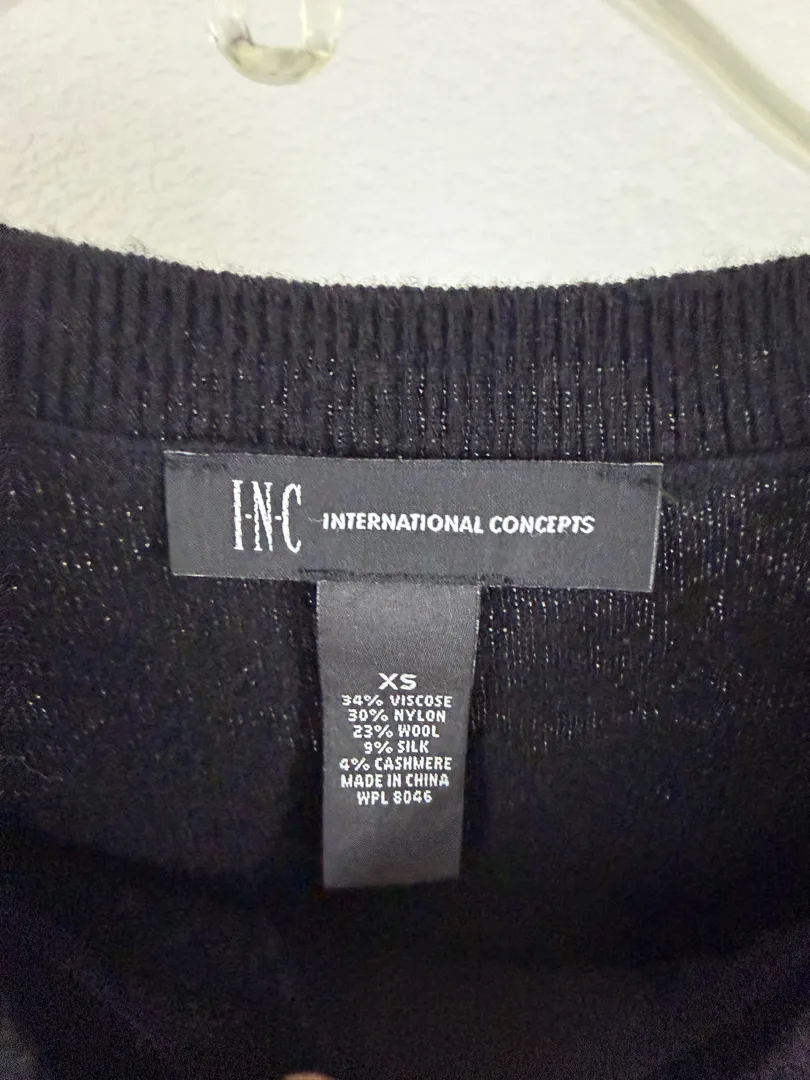 I·N·C INTERNATIONAL CONCEPTS
XS
34% VISCOSE
30% NYLON
23% WOOL
9% SILK
4% CASHMERE
MADE IN CHINA
WPL 8046